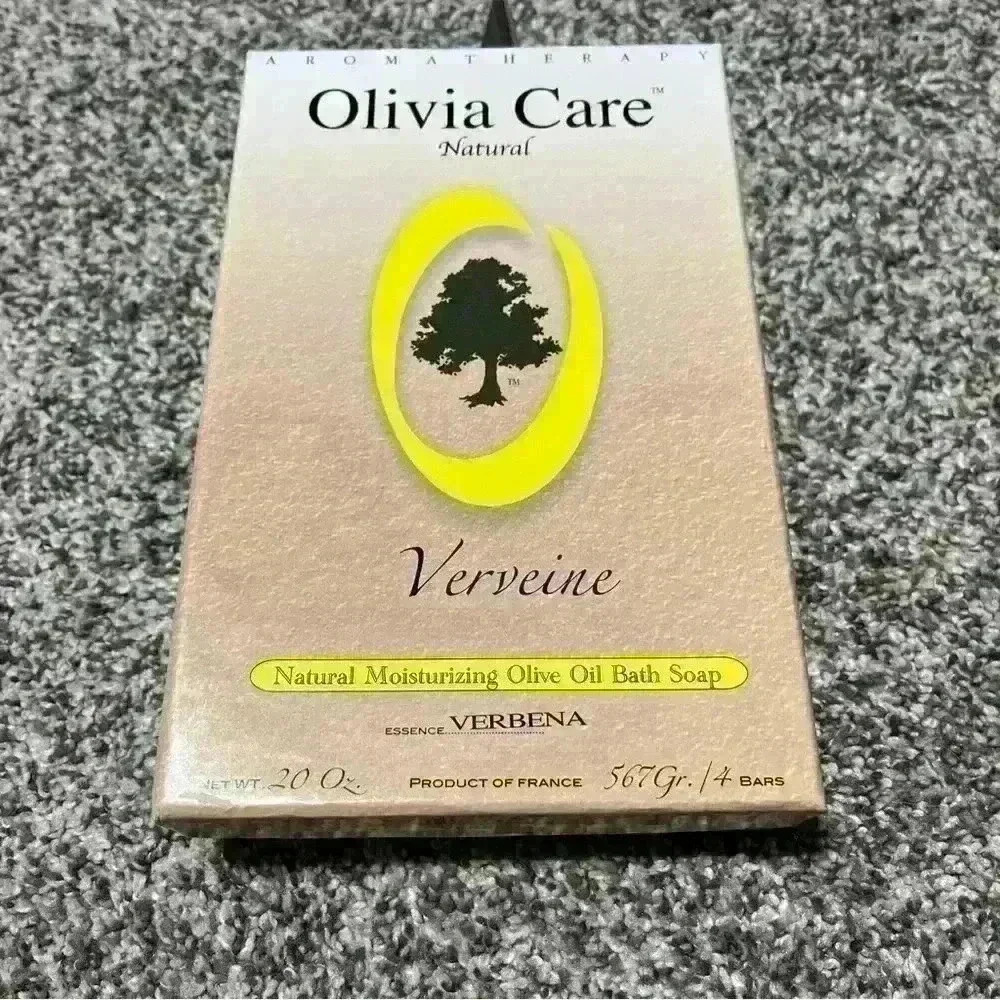 AROMATHERAPY
Olivia Care™
Natural
TM
Verveine
Natural Moisturizing Olive Oil Bath Soap
ESSENCE VERBENA
NET WT. 20 Oz. PRODUCT OF FRANCE 567Gr./4 BARS